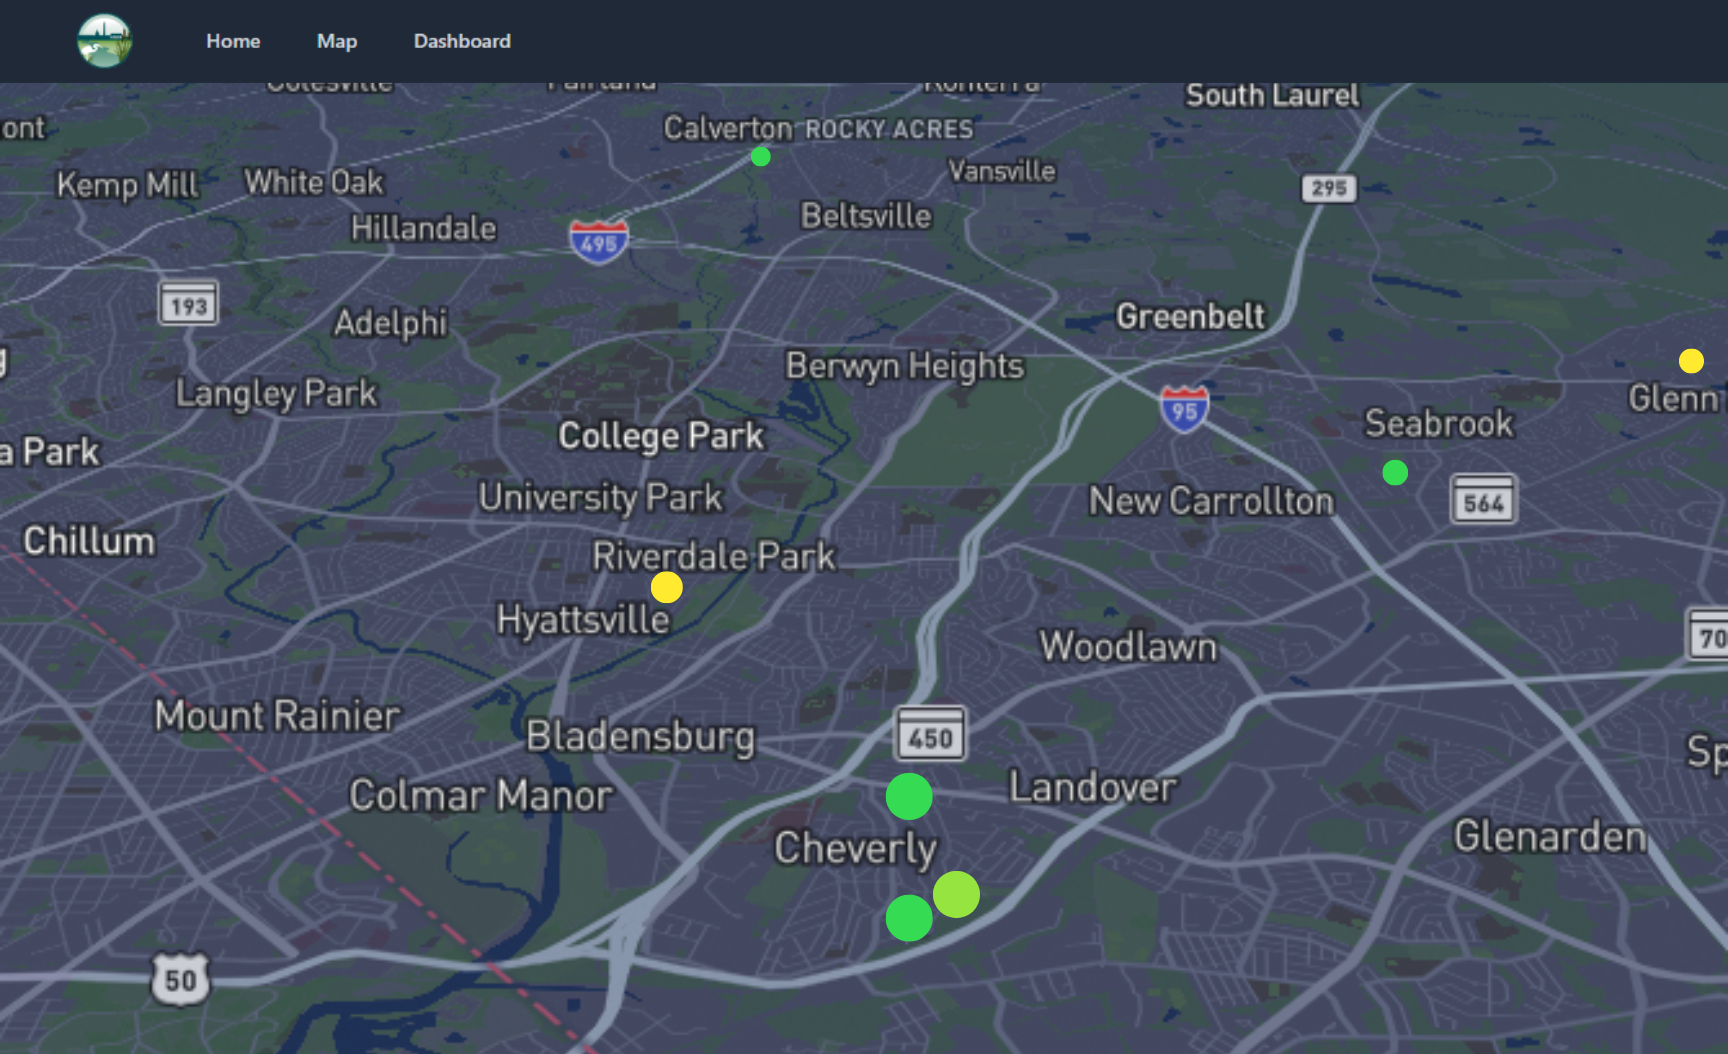 Home Map Dashboard
Colesville
Fairland
Konterra
South Laurel
ont
Calverton
ROCKY ACRES
Vansville
Kemp Mill
White Oak
295
Beltsville
Hillandale
495
193
Adelphi
Greenbelt
Berwyn Heights
g
Langley Park
95
Glenn
Seabrook
College Park
a Park
University Park
New Carrollton
564
Chillum
Riverdale Park
Hyattsville
Woodlawn
70
Mount Rainier
Bladensburg
450
Sp
Colmar Manor
Landover
Cheverly
Glenarden
50